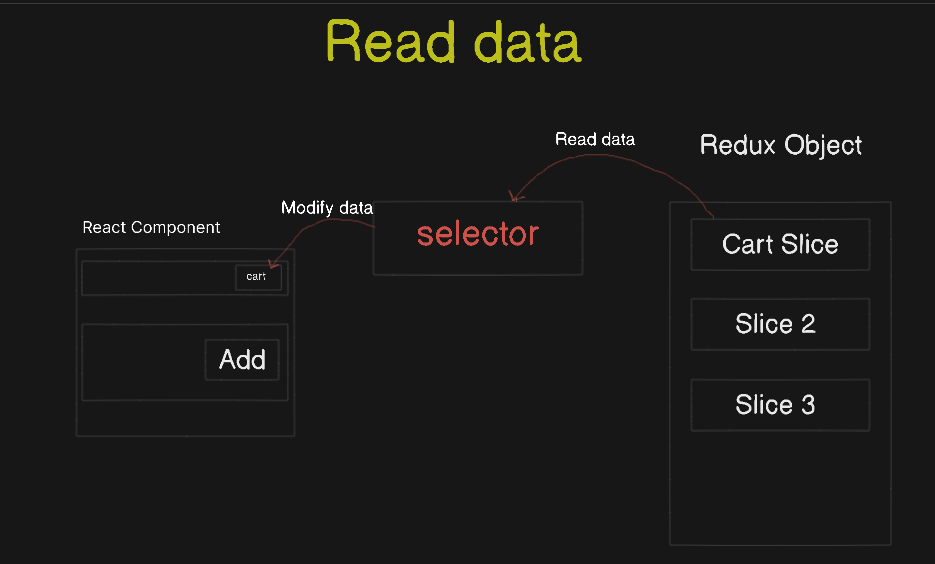 Read data
Read data
Redux Object
Modify data
selector
React Component
cart
Add
Cart Slice
Slice 2
Slice 3